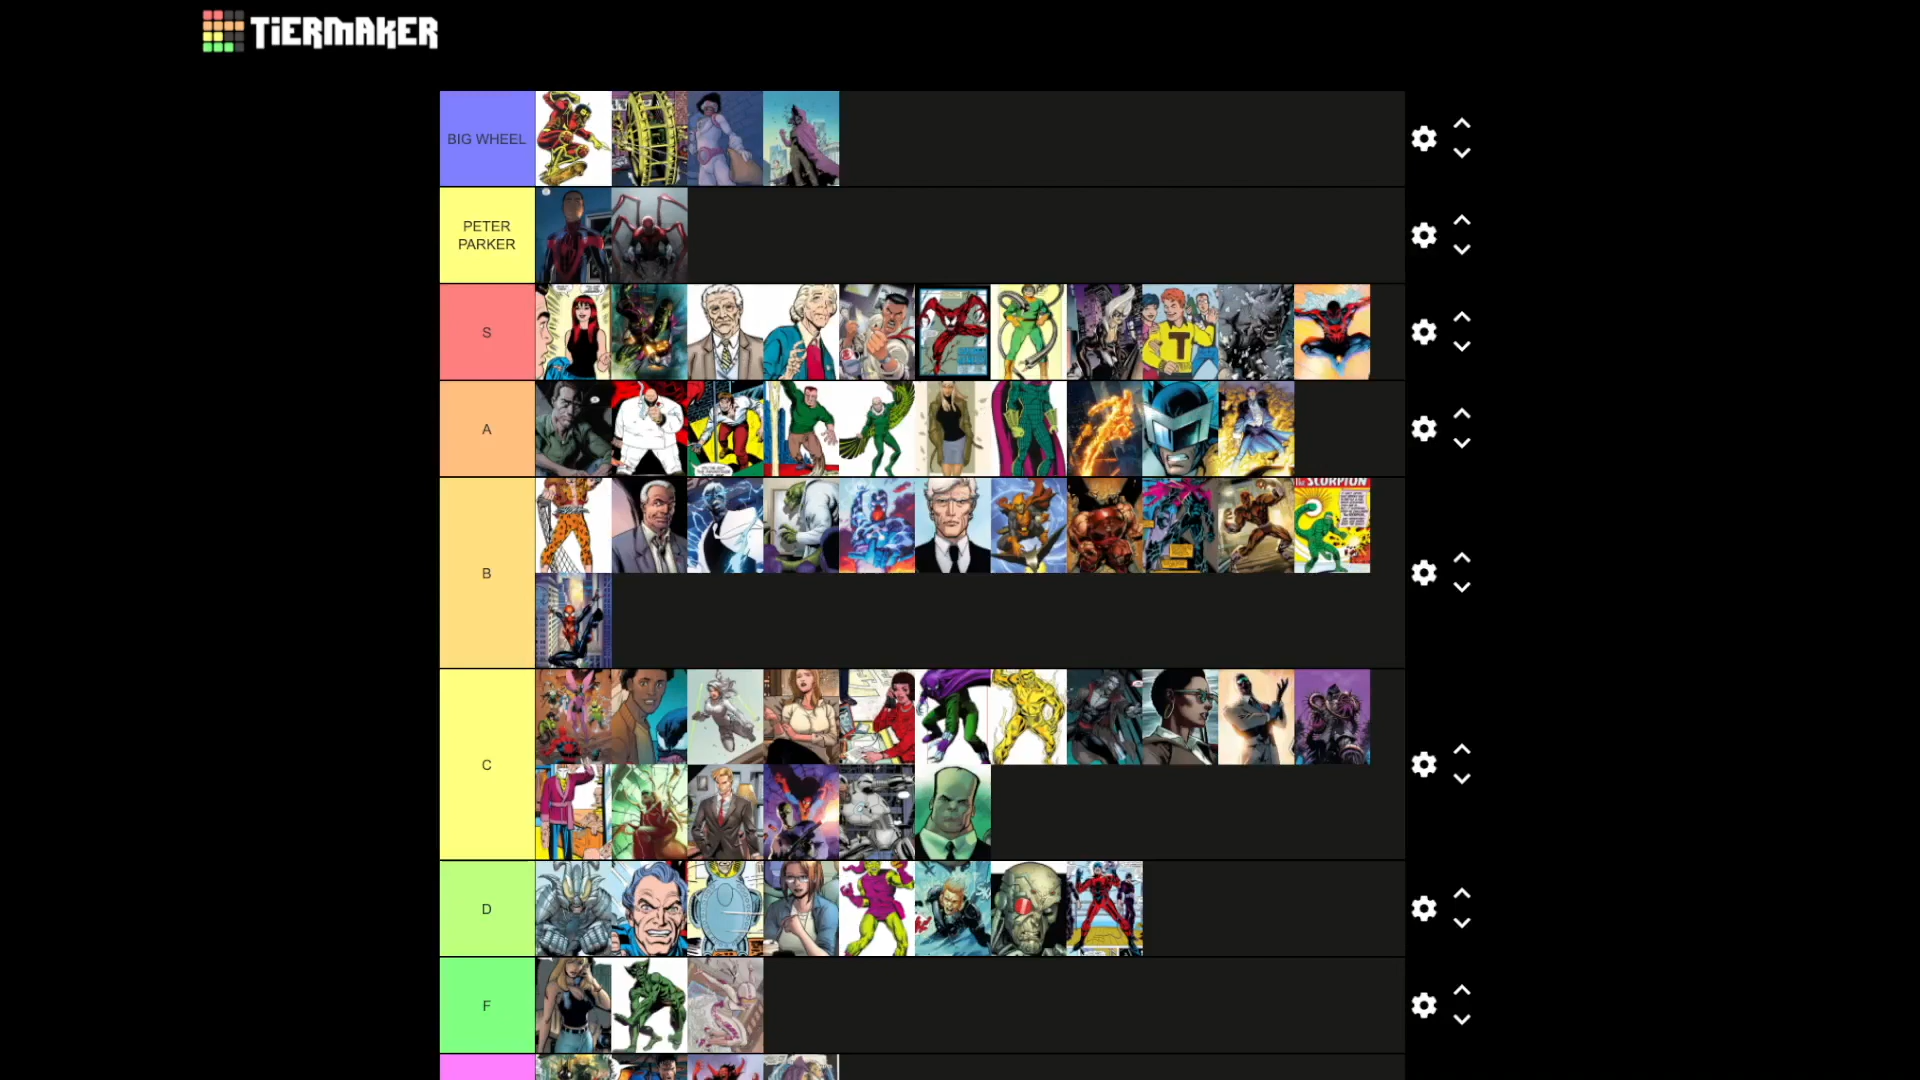 TIERMAKER
BIG WHEEL
PETER
PARKER
S
T
A
B
SCORPION
C
D
F